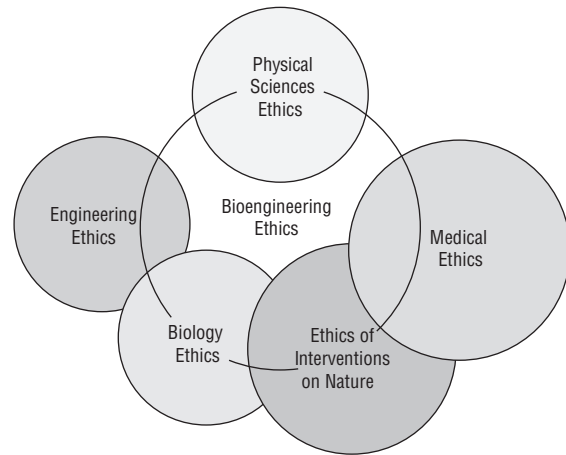 Physical
Sciences
Ethics
Engineering
Ethics
Bioengineering
Ethics
Medical
Ethics
Biology
Ethics
Ethics of
Interventions
on Nature